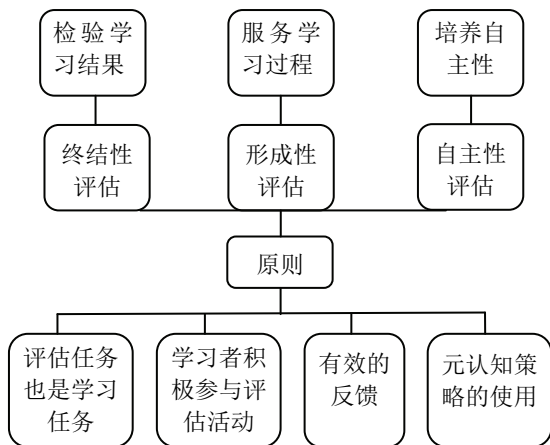 检验学
习结果
服务学
习过程
培养自
主性
终结性
评估
形成性
评估
自主性
评估
原则
评估任务
也是学习
任务
学习者积
极参与评
估活动
有效的
反馈
元认知策
略的使用